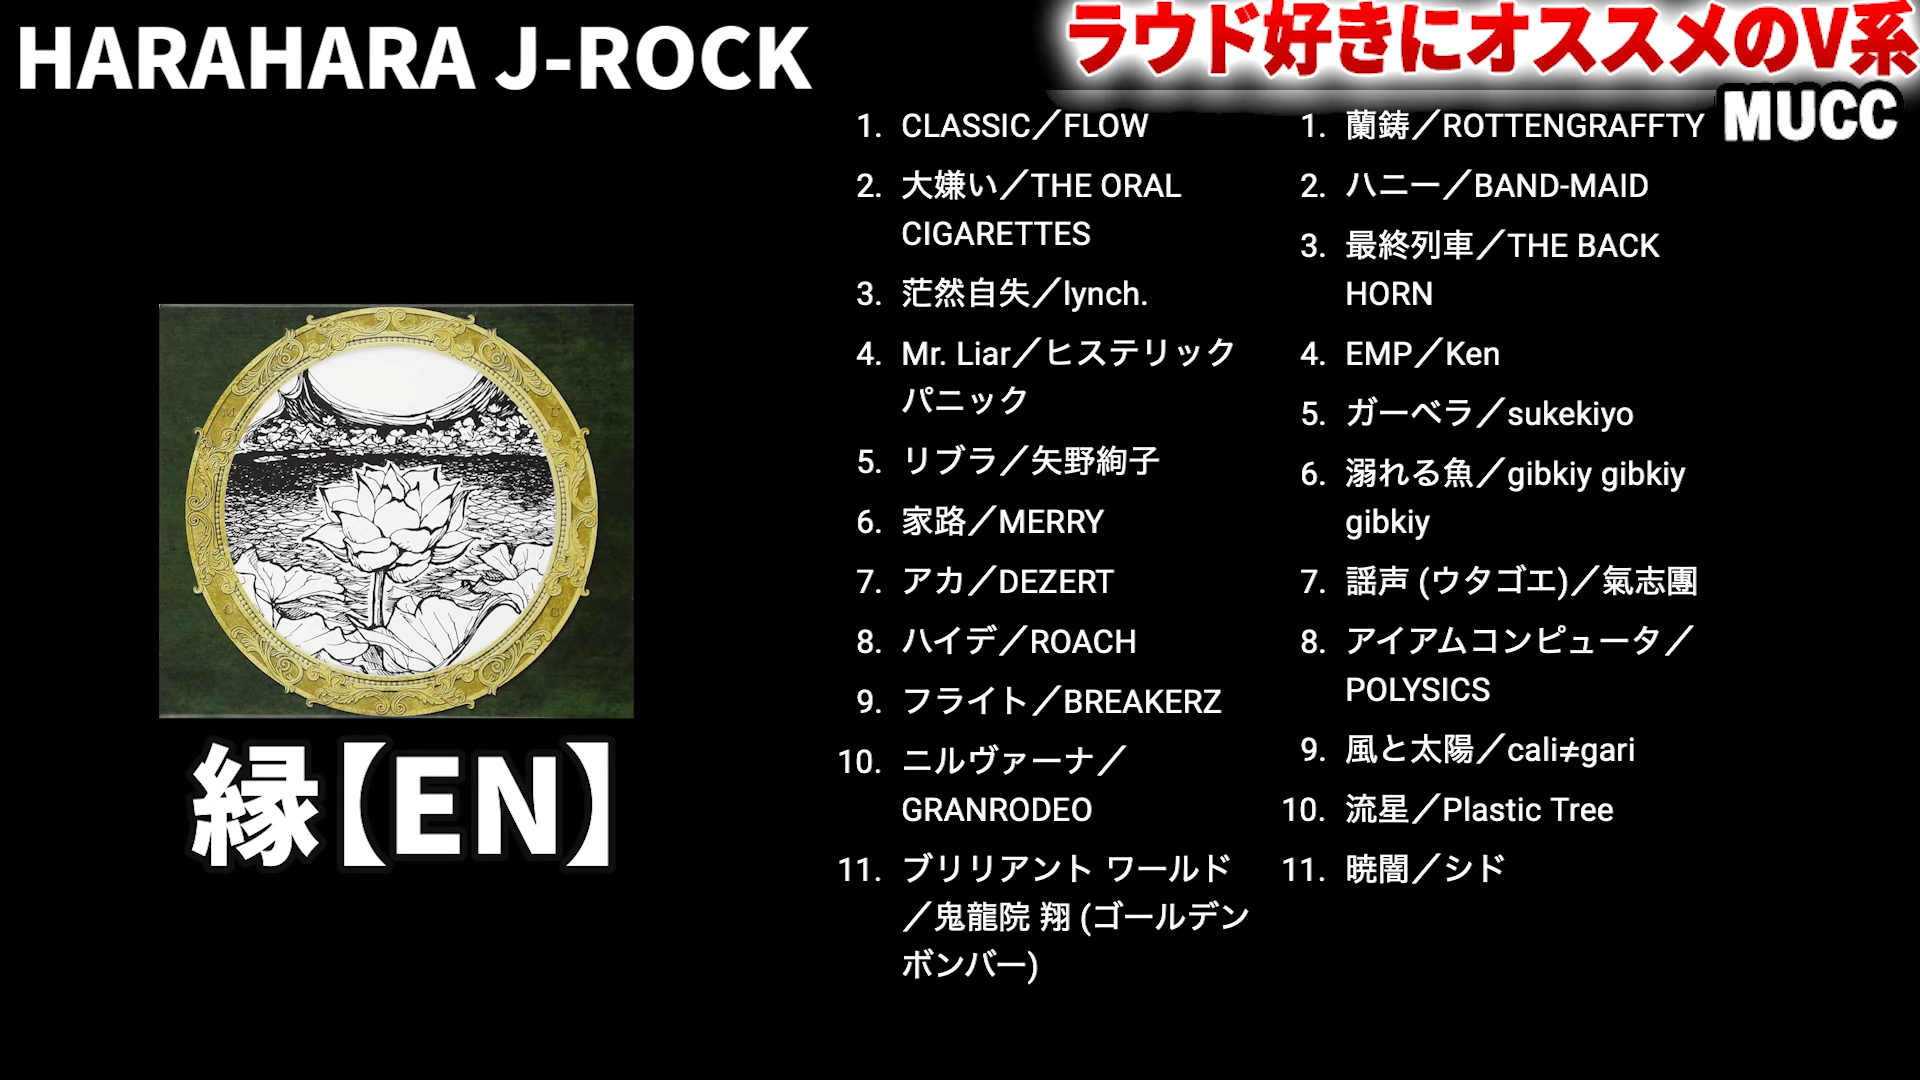 HARAHARA J-ROCK
ラウド好きにオススメのV系
MUCC
1. CLASSIC／FLOW
2. 大嫌い／THE ORAL
CIGARETTES
3. 茫然自失／lynch.
4. Mr. Liar／ヒステリック
パニック
5. リブラ／矢野絢子
6. 家路／MERRY
7. アカ／DEZERT
8. ハイデ／ROACH
9. フライト／BREAKERZ
10. ニルヴァーナ／
GRANRODEO
11. ブリリアント ワールド
／鬼龍院 翔 (ゴールデン
ボンバー)
1. 蘭鋳／ROTTENGRAFFTY
2. ハニー／BAND-MAID
3. 最終列車／THE BACK
HORN
4. EMP／Ken
5. ガーベラ／sukekiyo
6. 溺れる魚／gibkiy gibkiy
gibkiy
7. 謡声 (ウタゴエ)／氣志團
8. アイアムコンピュータ／
POLYSICS
9. 風と太陽／cali≠gari
10. 流星／Plastic Tree
11. 暁闇／シド
縁【EN】